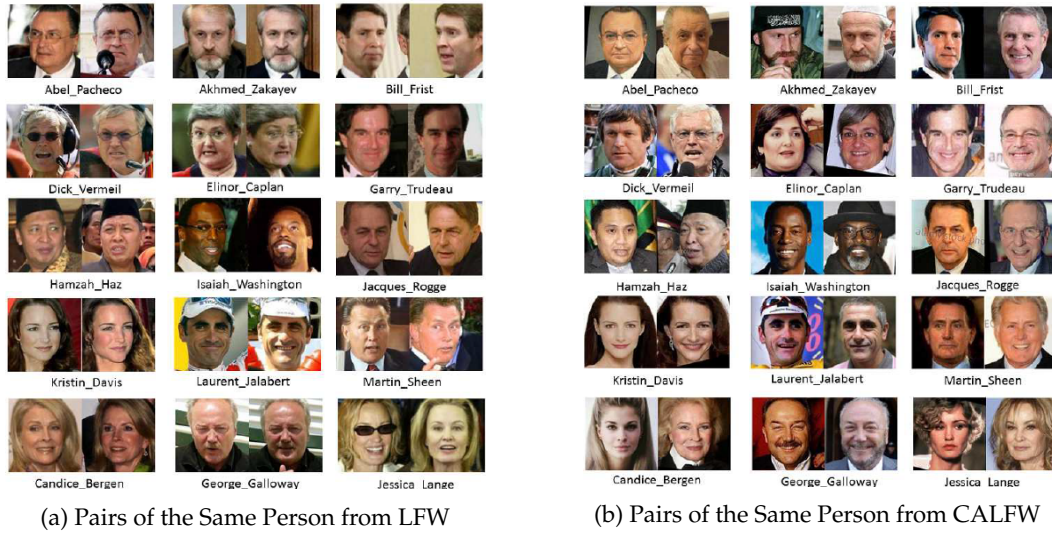 Abel_Pacheco Akhmed_Zakayev Bill_Frist
Dick_Vermeil Elinor_Caplan Garry_Trudeau
Hamzah_Haz Isaiah_Washington Jacques_Rogge
Kristin_Davis Laurent_Jalabert Martin_Sheen
Candice_Bergen George_Galloway Jessica_Lange
(a) Pairs of the Same Person from LFW
Abel_Pacheco Akhmed_Zakayev Bill_Frist
Dick_Vermeil Elinor_Caplan Garry_Trudeau
Hamzah_Haz Isaiah_Washington Jacques_Rogge
Kristin_Davis Laurent_Jalabert Martin_Sheen
Candice_Bergen George_Galloway Jessica_Lange
(b) Pairs of the Same Person from CALFW